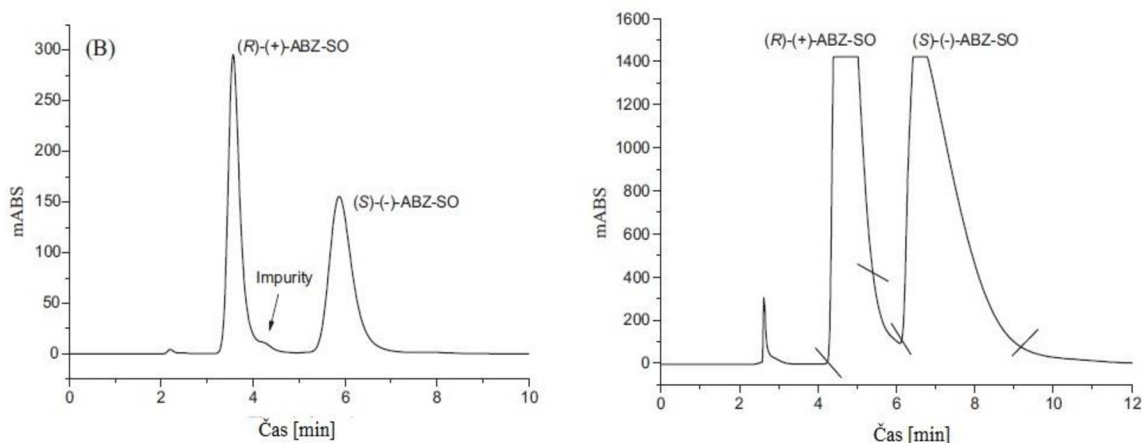 (B)
(R)-(+)-ABZ-SO
(S)-(-)-ABZ-SO
Impurity
mABS
300
250
200
150
100
50
0
0 2 4 6 8 10
Čas [min]
(R)-(+)-ABZ-SO (S)-(-)-ABZ-SO
mABS
1600
1400
1200
1000
800
600
400
200
0
0 2 4 6 8 10 12
Čas [min]